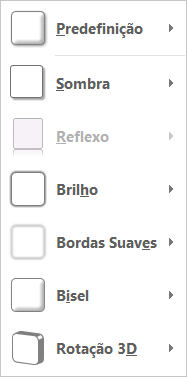 Predefinição
Sombra
Reflexo
Brilho
Bordas Suaves
Bisel
Rotação 3D